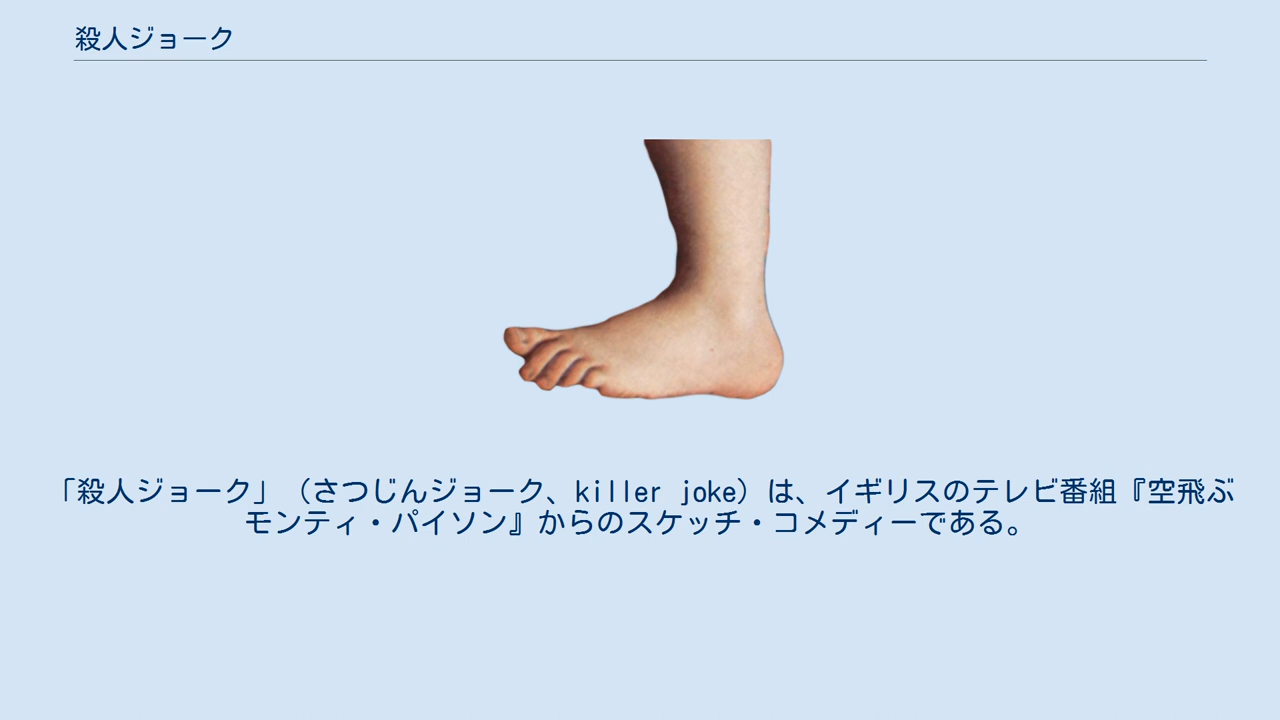 殺人ジョーク
「殺人ジョーク」（さつじんジョーク、killer joke）は、イギリスのテレビ番組『空飛ぶ
モンティ・パイソン』からのスケッチ・コメディーである。